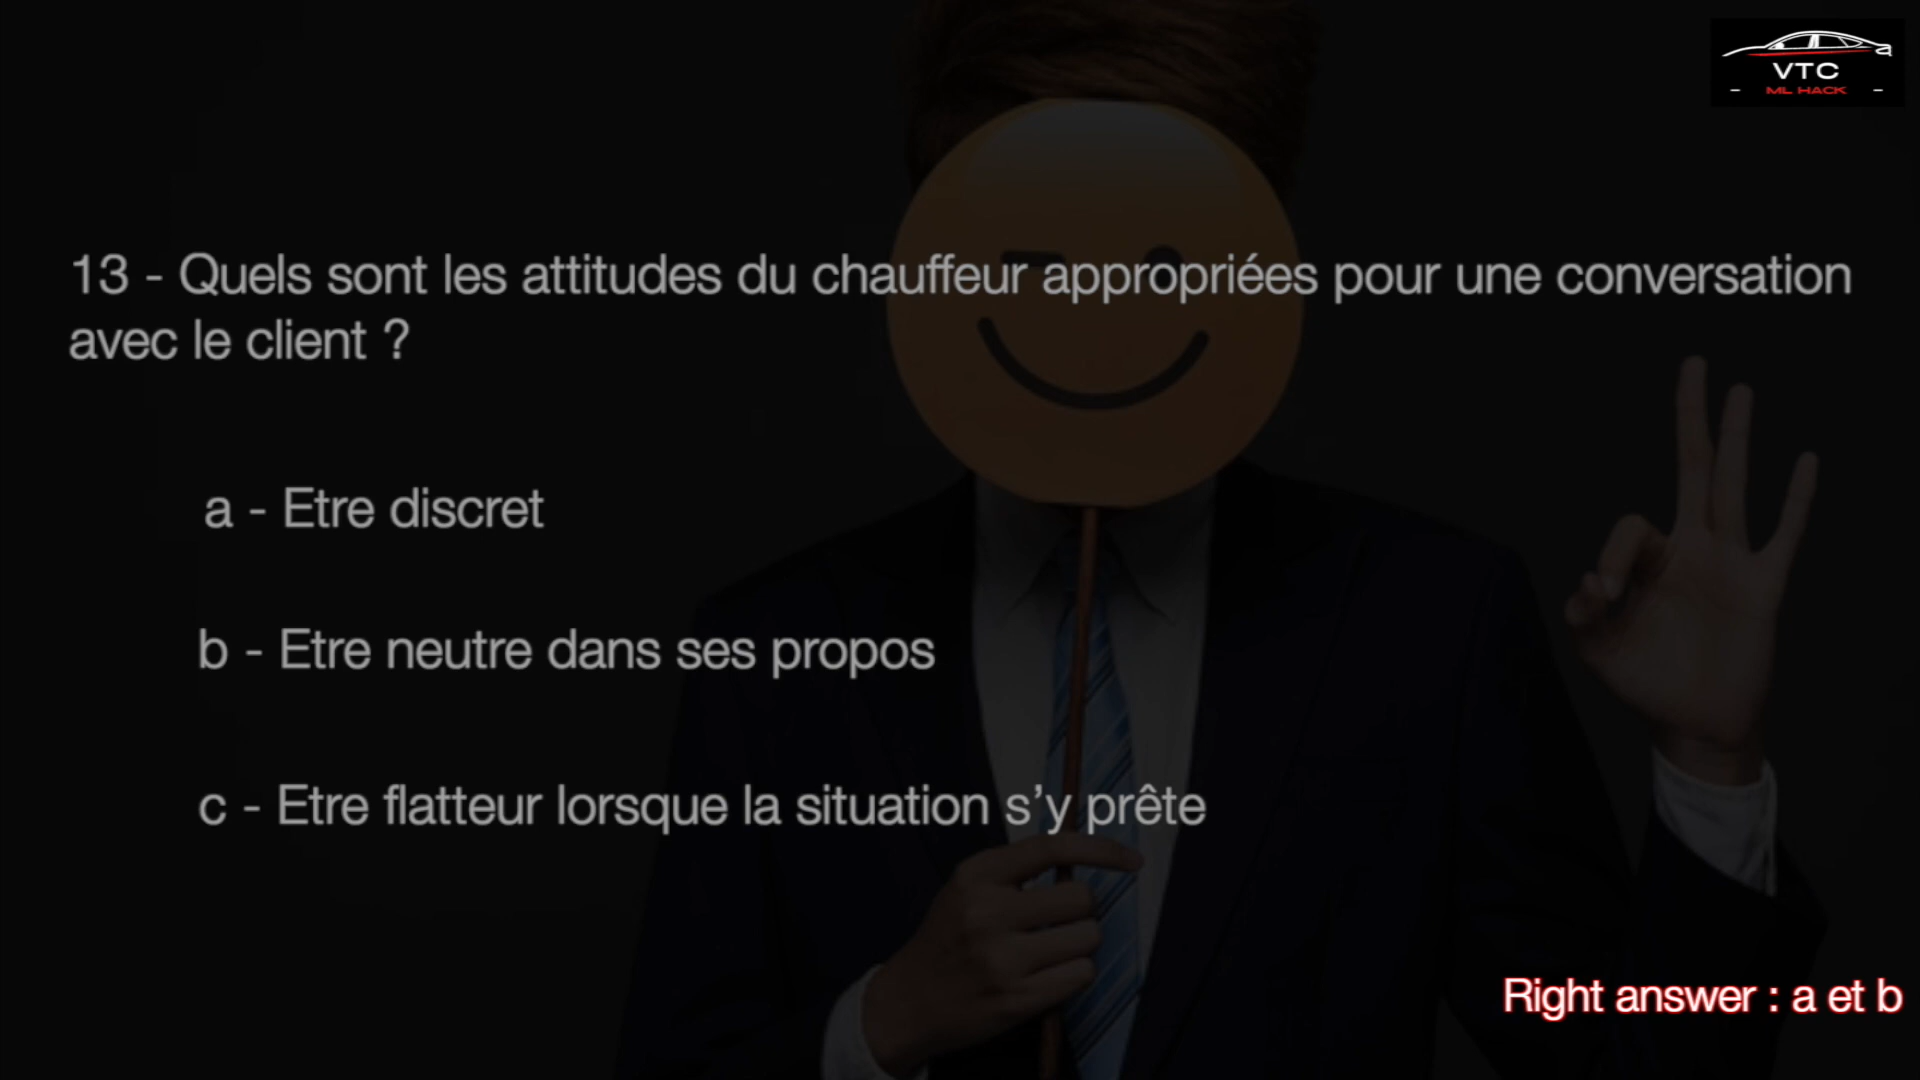 VTC
- ML HACK -
13 - Quels sont les attitudes du chauffeur appropriées pour une conversation
avec le client ?
a - Etre discret
b - Etre neutre dans ses propos
c - Etre flatteur lorsque la situation s’y prête
Right answer : a et b